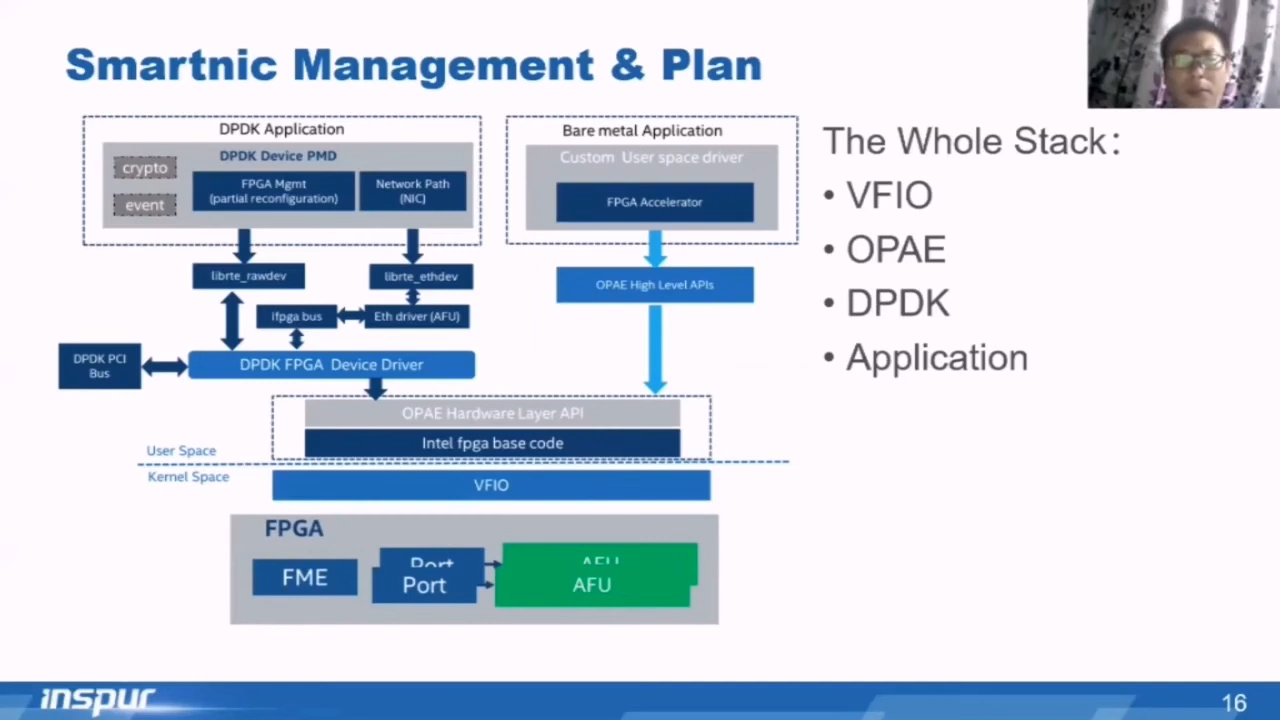 Smartnic Management & Plan
DPDK Application
DPDK Device PMD
crypto
event
FPGA Mgmt
(partial reconfiguration)
Network Path
(NIC)
Bare metal Application
Custom User space driver
FPGA Accelerator
librte_rawdev
librte_ethdev
OPAE High Level APIs
ifpga bus
Eth driver (AFU)
DPDK PCI
Bus
DPDK FPGA Device Driver
OPAE Hardware Layer API
Intel fpga base code
User Space
Kernel Space
VFIO
FPGA
FME
Port
Port
AFU
AFU
The Whole Stack:
• VFIO
• OPAE
• DPDK
• Application
inspur
16